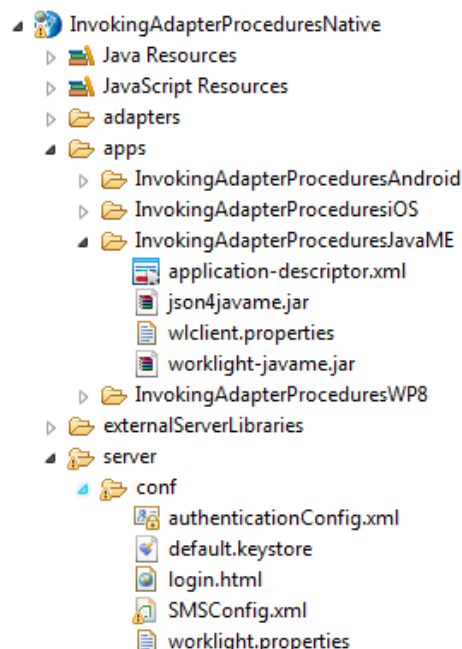 InvokingAdapterProceduresNative
Java Resources
JavaScript Resources
adapters
apps
InvokingAdapterProceduresAndroid
InvokingAdapterProceduresiOS
InvokingAdapterProceduresJavaME
application-descriptor.xml
json4javame.jar
wlclient.properties
worklight-javame.jar
InvokingAdapterProceduresWP8
externalServerLibraries
server
conf
authenticationConfig.xml
default.keystore
login.html
SMSConfig.xml
worklight.properties